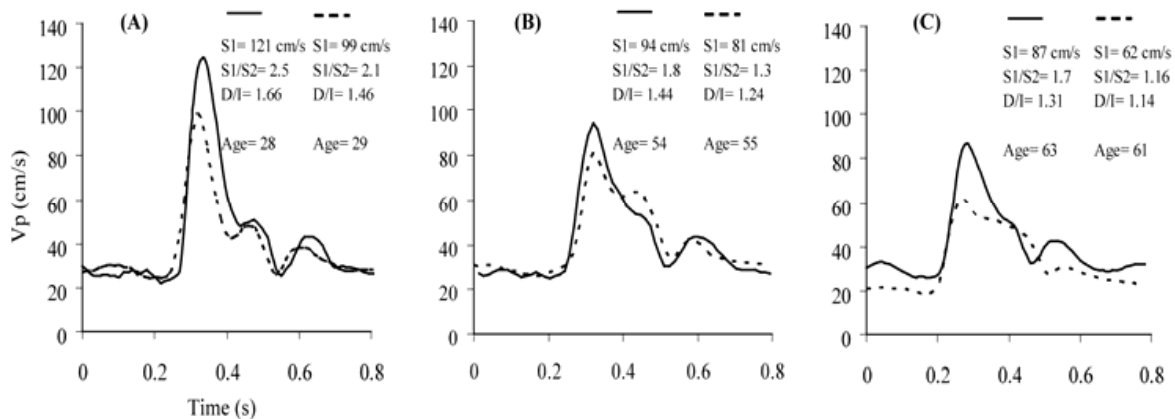 (A)
S1= 121 cm/s S1= 99 cm/s
S1/S2= 2.5 S1/S2= 2.1
D/I= 1.66 D/I= 1.46
Age= 28 Age= 29
140
120
100
80
60
40
20
0
Vp (cm/s)
0 0.2 0.4 0.6 0.8
Time (s)
(B)
S1= 94 cm/s S1= 81 cm/s
S1/S2= 1.8 S1/S2= 1.3
D/I= 1.44 D/I= 1.24
Age= 54 Age= 55
140
120
100
80
60
40
20
0
0 0.2 0.4 0.6 0.8
(C)
S1= 87 cm/s S1= 62 cm/s
S1/S2= 1.7 S1/S2= 1.16
D/I= 1.31 D/I= 1.14
Age= 63 Age= 61
140
120
100
80
60
40
20
0
0 0.2 0.4 0.6 0.8